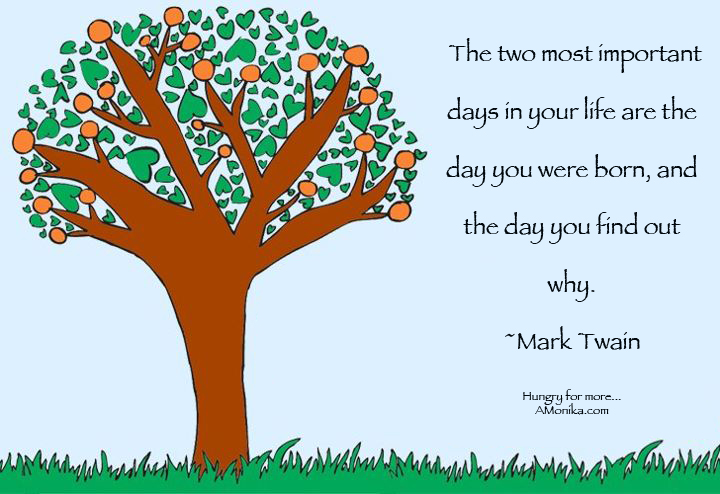 The two most important
days in your life are the
day you were born, and
the day you find out
why.
~Mark Twain
Hungry for more...
AMonika.com